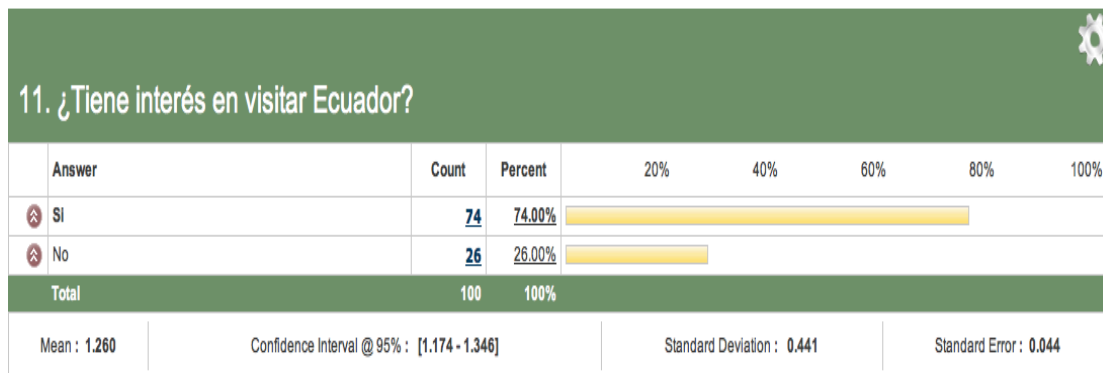 11. ¿Tiene interés en visitar Ecuador?
Answer Count Percent 20% 40% 60% 80% 100%
Si 74 74.00%
No 26 26.00%
Total 100 100%
Mean : 1.260 Confidence Interval @ 95% : [1.174 - 1.346] Standard Deviation : 0.441 Standard Error : 0.044